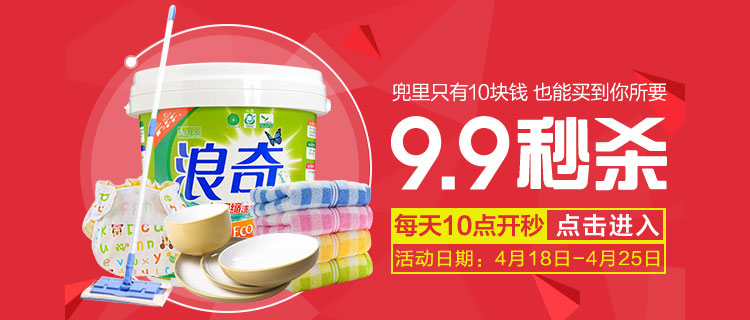 兜里只有10块钱 也能买到你所要
9.9秒杀
每天10点开秒 点击进入
活动日期：4月18日-4月25日
浪奇
ECO